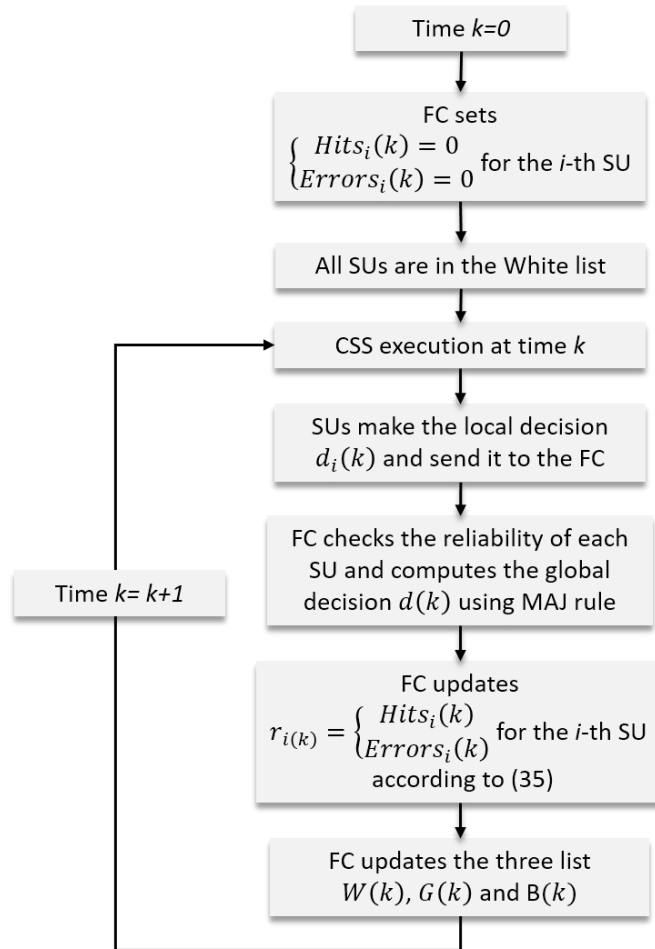 Time k=0
FC sets
{ Hits_i(k) = 0
Errors_i(k) = 0 for the i-th SU
All SUs are in the White list
CSS execution at time k
SUs make the local decision
d_i(k) and send it to the FC
FC checks the reliability of each
SU and computes the global
decision d(k) using MAJ rule
Time k= k+1
FC updates
r_i(k) = { Hits_i(k)
Errors_i(k) for the i-th SU
according to (35)
FC updates the three list
W(k), G(k) and B(k)